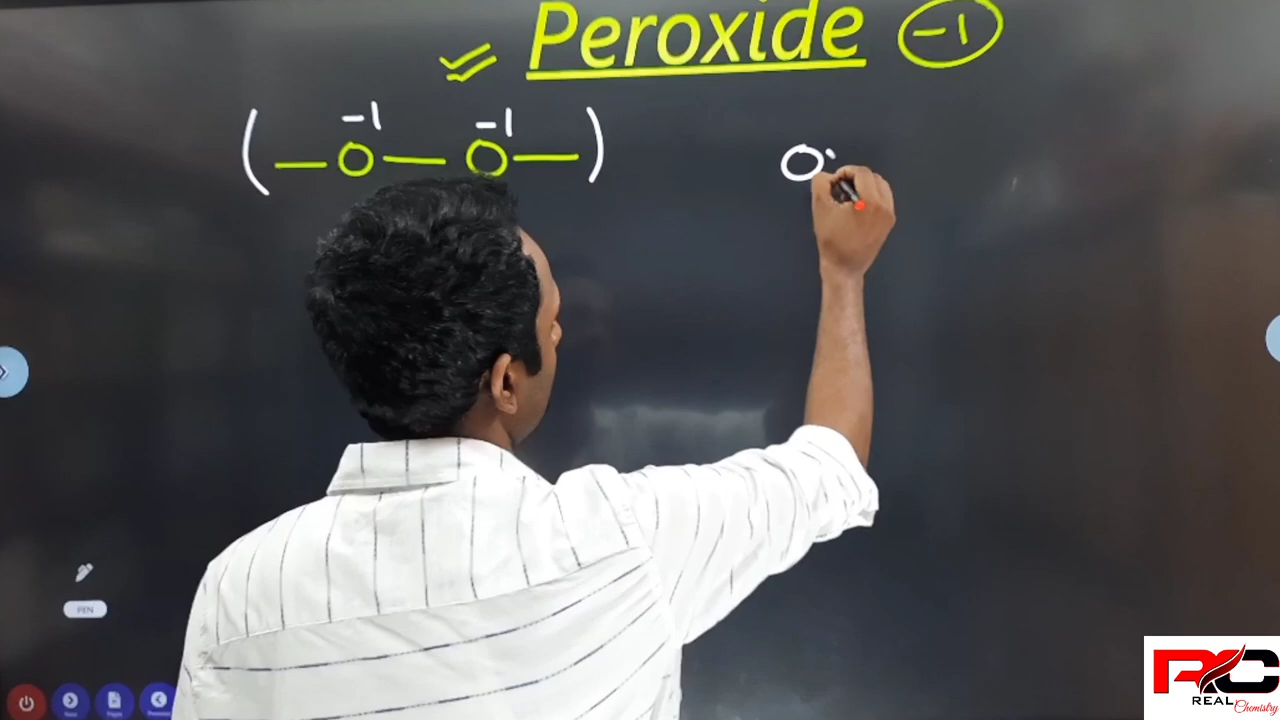 Peroxide -1
-1 -1
( — O — O — )
O
PEN
REAL
Chemistry